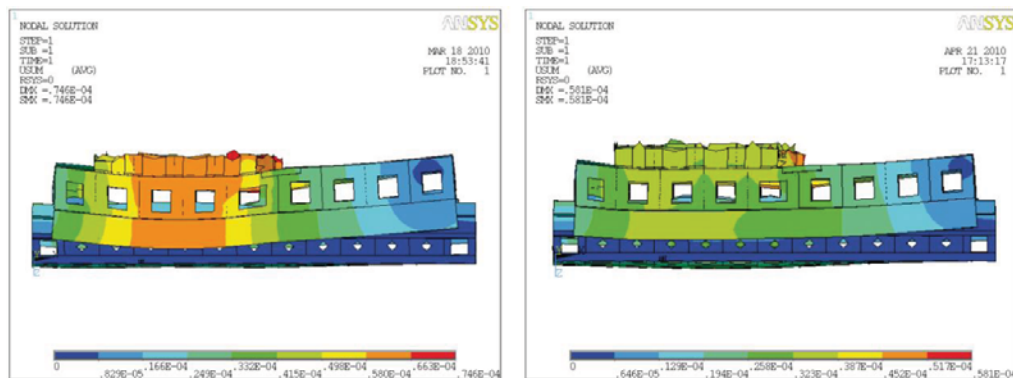 1
NODAL SOLUTION
STEP=1
SUB =1
TIME=1
USUM (AVG)
RSYS=0
DMX =.746E-04
SMX =.746E-04
ANSYS
MAR 18 2010
18:53:41
PLOT NO. 1
0 .166E-04 .332E-04 .498E-04 .663E-04
.829E-05 .249E-04 .415E-04 .580E-04 .746E-04
1
NODAL SOLUTION
STEP=1
SUB =1
TIME=1
USUM (AVG)
RSYS=0
DMX =.581E-04
SMX =.581E-04
ANSYS
APR 21 2010
17:13:17
PLOT NO. 1
0 .129E-04 .258E-04 .387E-04 .517E-04
.646E-05 .194E-04 .323E-04 .452E-04 .581E-04